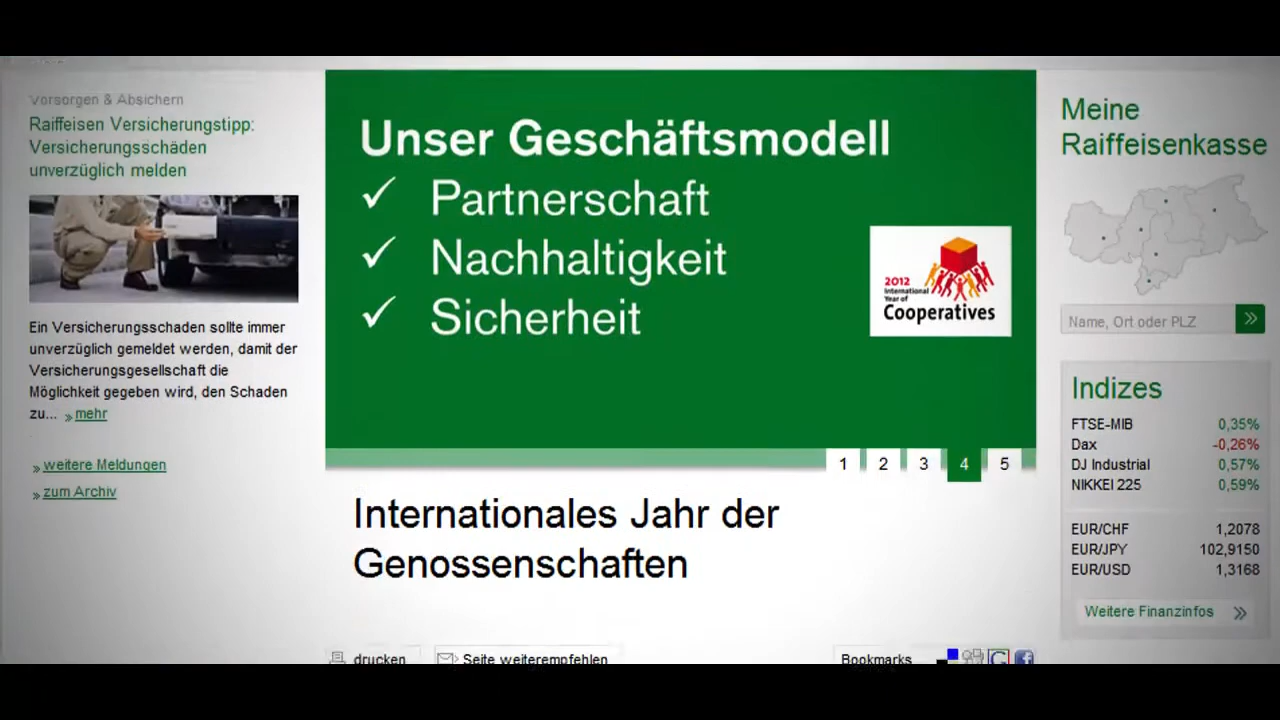 Vorsorgen & Absichern
Raiffeisen Versicherungstipp:
Versicherungsschäden
unverzüglich melden
Ein Versicherungsschaden sollte immer
unverzüglich gemeldet werden, damit der
Versicherungsgesellschaft die
Möglichkeit gegeben wird, den Schaden
zu... » mehr
» weitere Meldungen
» zum Archiv
Unser Geschäftsmodell
✓ Partnerschaft
✓ Nachhaltigkeit
✓ Sicherheit
2012
International
Year of
Cooperatives
1 2 3 4 5
Internationales Jahr der
Genossenschaften
drucken
Seite weiterempfehlen
Bookmarks
Meine
Raiffeisenkasse
Name, Ort oder PLZ
Indizes
FTSE-MIB 0,35%
Dax -0,26%
DJ Industrial 0,57%
NIKKEI 225 0,59%
EUR/CHF 1,2078
EUR/JPY 102,9150
EUR/USD 1,3168
Weitere Finanzinfos »